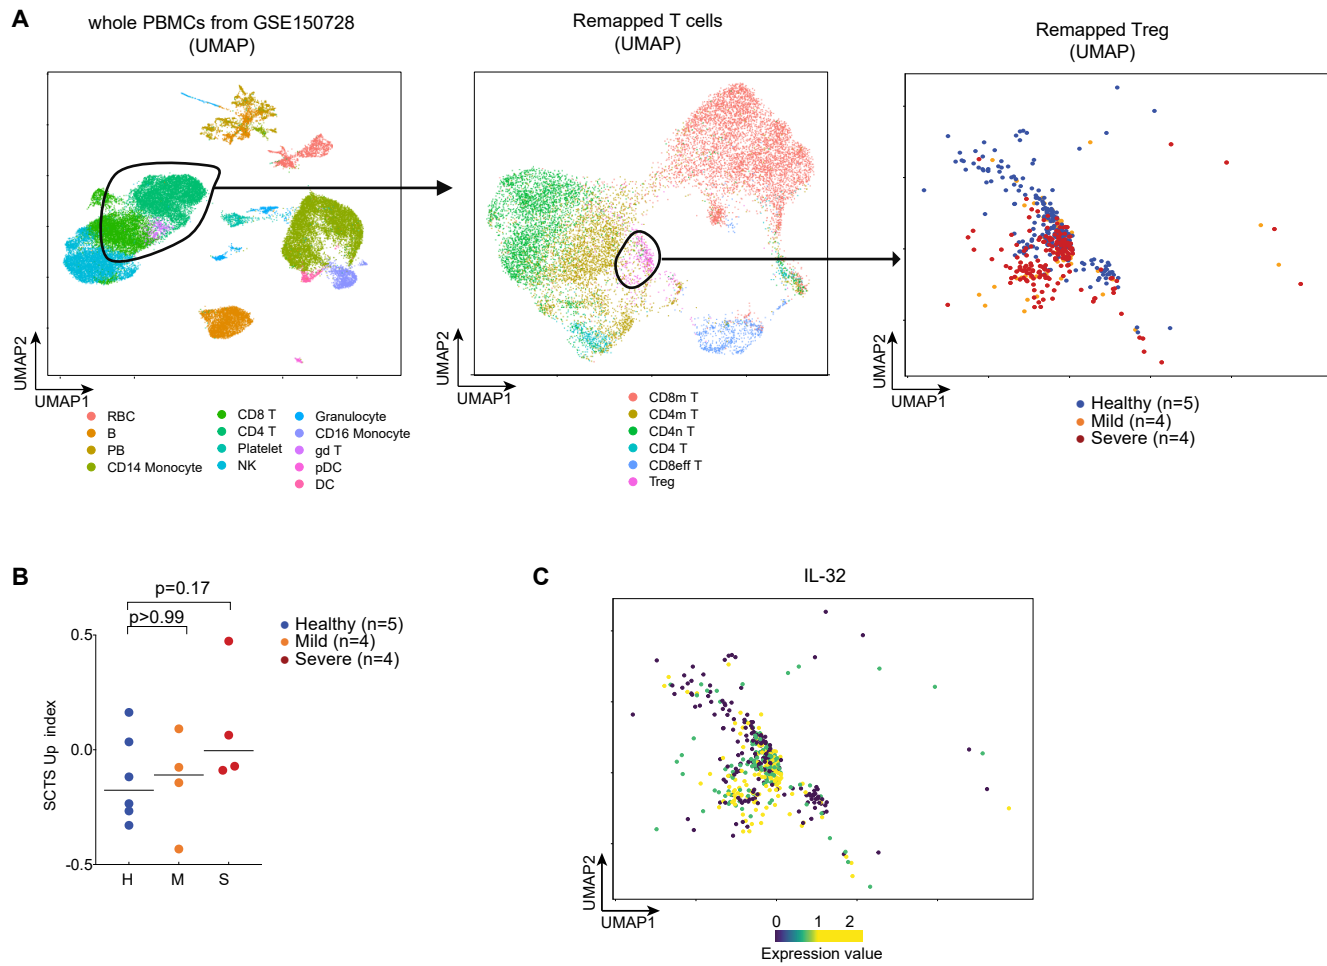 A
whole PBMCs from GSE150728
(UMAP)
Remapped T cells
(UMAP)
Remapped Treg
(UMAP)
UMAP2
UMAP1
UMAP2
UMAP1
UMAP2
UMAP1
RBC
B
PB
CD14 Monocyte
CD8 T
CD4 T
Platelet
NK
Granulocyte
CD16 Monocyte
gd T
pDC
DC
CD8m T
CD4m T
CD4n T
CD4 T
CD8eff T
Treg
Healthy (n=5)
Mild (n=4)
Severe (n=4)
B
p=0.17
p>0.99
Healthy (n=5)
Mild (n=4)
Severe (n=4)
SCTS Up index
0.5
0.0
-0.5
H M S
C
IL-32
UMAP2
UMAP1
0 1 2
Expression value